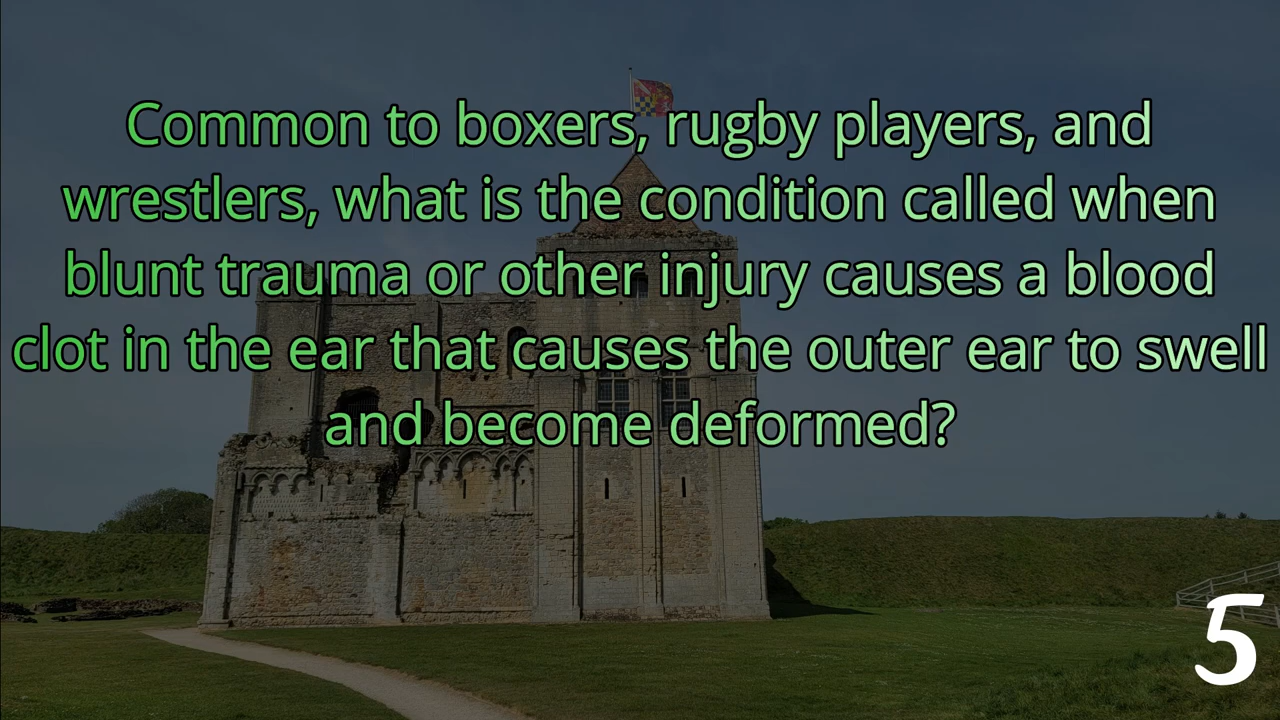 Common to boxers, rugby players, and
wrestlers, what is the condition called when
blunt trauma or other injury causes a blood
clot in the ear that causes the outer ear to swell
and become deformed?
5